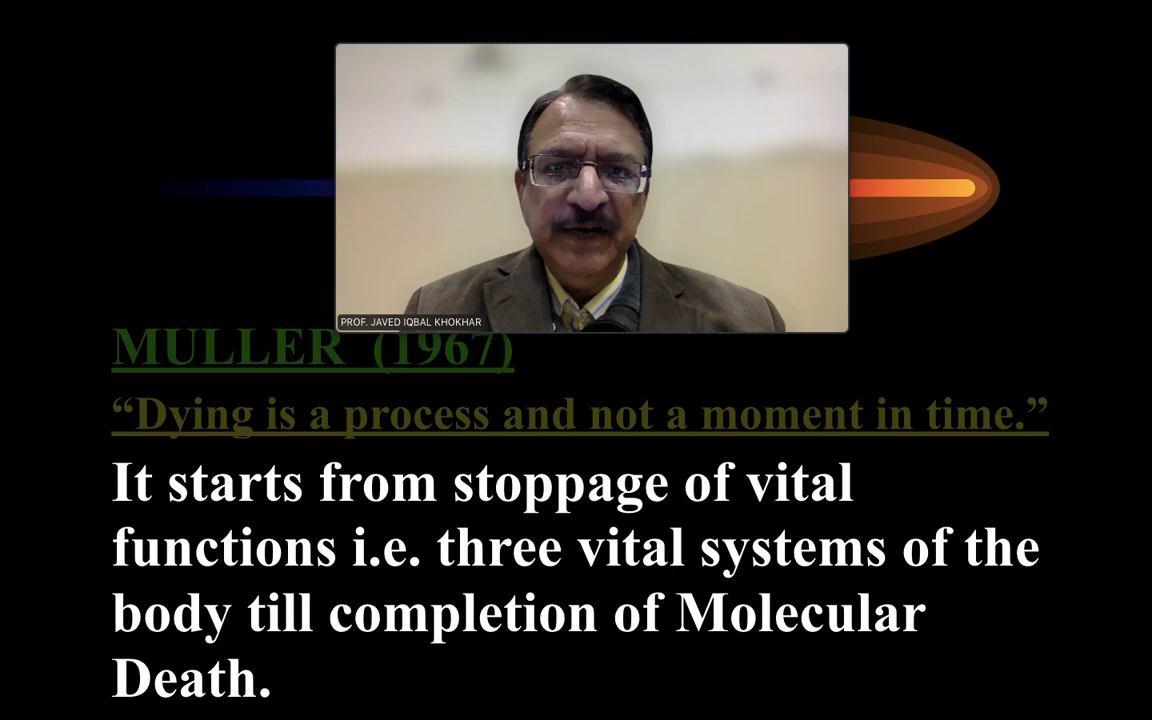 PROF. JAVED IQBAL KHOKHAR
MULLER (1967)
“Dying is a process and not a moment in time.”
It starts from stoppage of vital
functions i.e. three vital systems of the
body till completion of Molecular
Death.